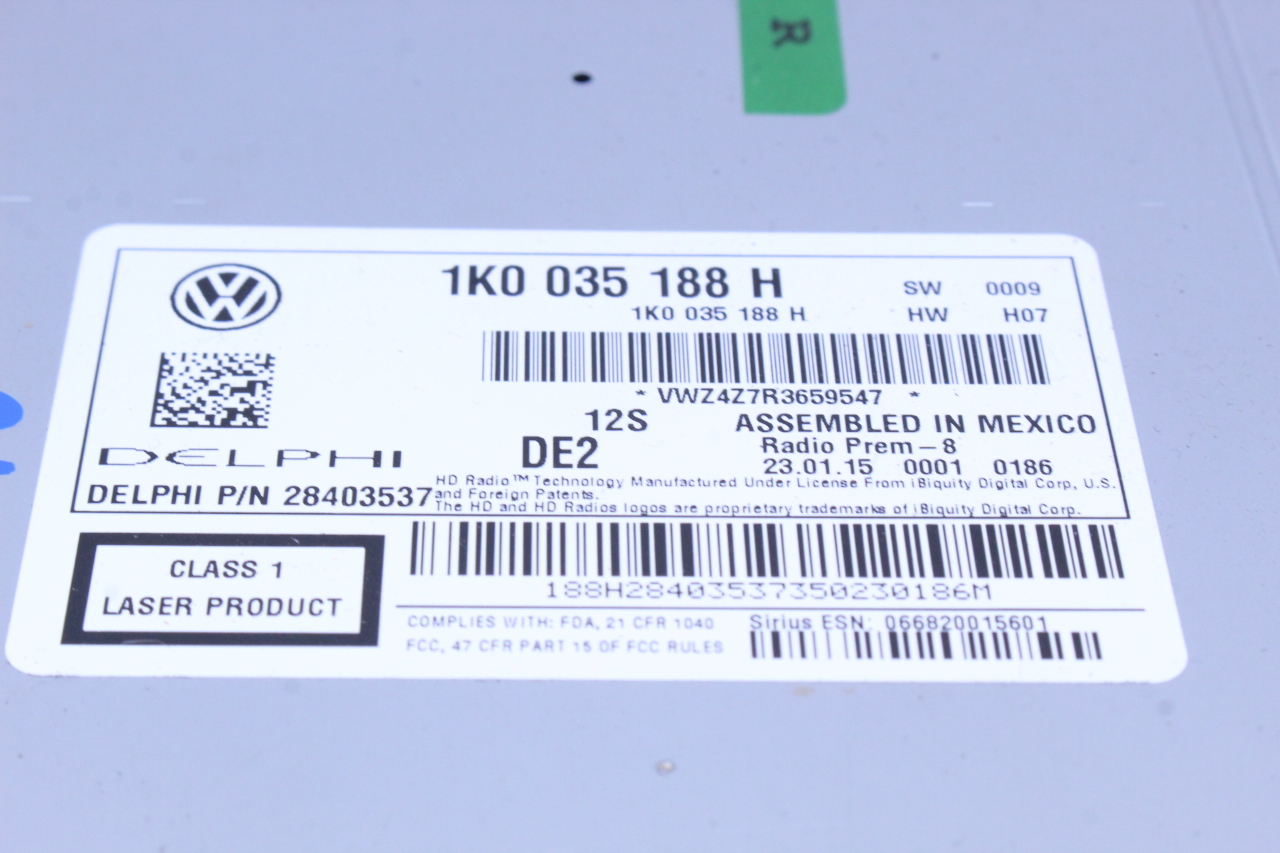 R
1K0 035 188 H
SW 0009
1K0 035 188 H
HW H07
* VWZ4Z7R3659547 *
12S
ASSEMBLED IN MEXICO
DELPHI
DE2
Radio Prem-8
23.01.15 0001 0186
DELPHI P/N 28403537
HD Radio™ Technology Manufactured Under License From iBiquity Digital Corp, U.S.
and Foreign Patents.
The HD and HD Radios logos are proprietary trademarks of iBiquity Digital Corp.
CLASS 1
LASER PRODUCT
188H28403537350230186M
COMPLIES WITH: FDA, 21 CFR 1040
FCC, 47 CFR PART 15 OF FCC RULES
Sirius ESN: 066820015601